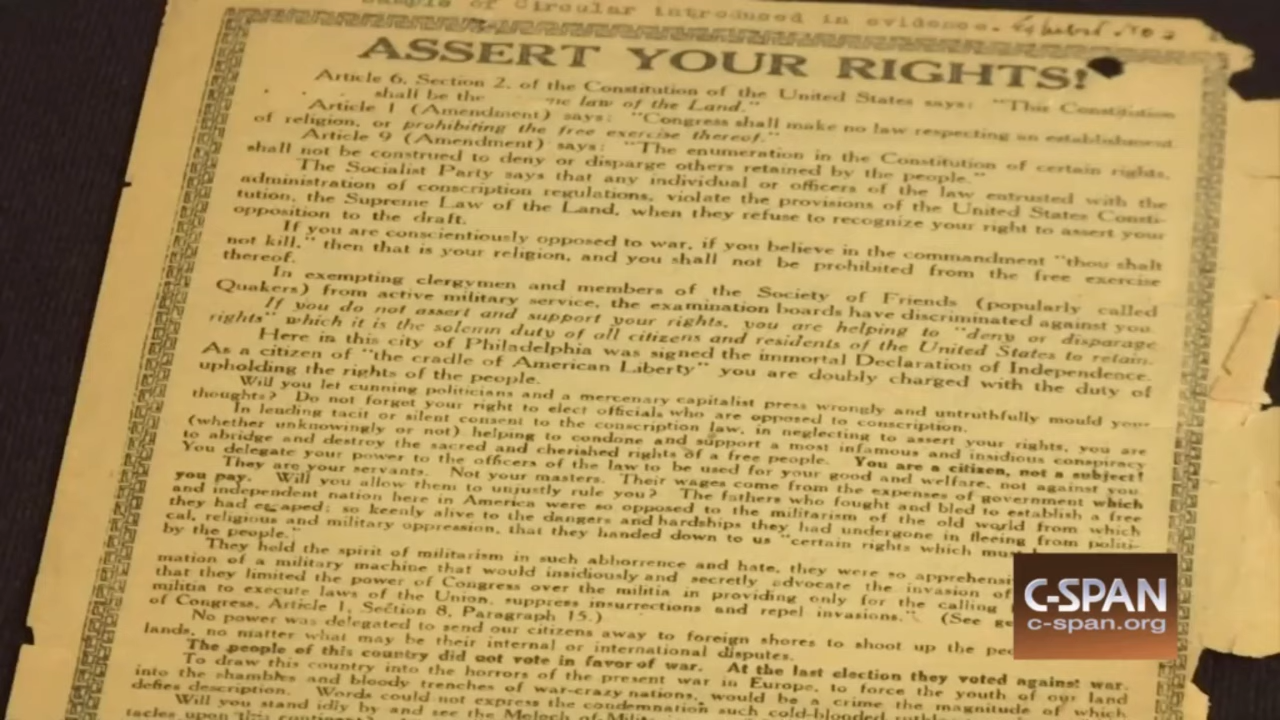 Sample of Circular introduced in evidence.
ASSERT YOUR RIGHTS!
Article 6, Section 2, of the Constitution of the United States says: "This Constitution
shall be the law of the Land."
Article 1 (Amendment) says: "Congress shall make no law respecting an establishment
of religion, or prohibiting the free exercise thereof."
Article 9 (Amendment) says: "The enumeration in the Constitution of certain rights,
shall not be construed to deny or disparge others retained by the people."
The Socialist Party says that any individual or officers of the law entrusted with the
administration of conscription regulations, violate the provisions of the United States Consti-
tution, the Supreme Law of the Land, when they refuse to recognize your right to assert your
opposition to the draft.
If you are conscientiously opposed to war, if you believe in the commandment "thou shalt
not kill," then that is your religion, and you shall not be prohibited from the free exercise
thereof.
In exempting clergymen and members of the Society of Friends (popularly called
Quakers) from active military service, the examination boards have discriminated against you.
If you do not assert and support your rights, you are helping to "deny or disparage
rights" which it is the solemn duty of all citizens and residents of the United States to retain.
Here in this city of Philadelphia was signed the immortal Declaration of Independence.
As a citizen of "the cradle of American Liberty" you are doubly charged with the duty of
upholding the rights of the people.
Will you let cunning politicians and a mercenary capitalist press wrongly and untruthfully mould your
thoughts? Do not forget your right to elect officials who are opposed to conscription.
In lending tacit or silent consent to the conscription law, in neglecting to assert your rights, you are
(whether unknowingly or not) helping to condone and support a most infamous and insidious conspiracy
to abridge and destroy the sacred and cherished rights of a free people. You are a citizen, not a subject!
You delegate your power to the officers of the law to be used for your good and welfare, not against you.
They are your servants. Not your masters. Their wages come from the expenses of government which
you pay. Will you allow them to unjustly rule you? The fathers who fought and bled to establish a free
and independent nation here in America were so opposed to the militarism of the old world from which
they had escaped; so keenly alive to the dangers and hardships they had undergone in fleeing from politi-
cal, religious and military oppression, that they handed down to us "certain rights which must
by the people."
They held the spirit of militarism in such abhorrence and hate, they were so apprehensi
mation of a military machine that would insidiously and secretly advocate the invasion of
that they limited the power of Congress over the militia in providing only for the calling
militia to execute laws of the Union, suppress insurrections and repel invasions." (See ge
of Congress, Article 1, Section 8, Paragraph 15.)
No power was delegated to send our citizens away to foreign shores to shoot up the peo
lands, no matter what may be their internal or international disputes.
The people of this country did not vote in favor of war. At the last election they voted against war.
To draw this country into the horrors of the present war in Europe, to force the youth of our land
into the shambles and bloody trenches of war-crazy nations, would be a crime the magnitude of which
defies description. Words could not express the condemnation such cold-blooded
Will you stand idly by and see the Moloch of
tacles upon this continent?
C-SPAN
c-span.org